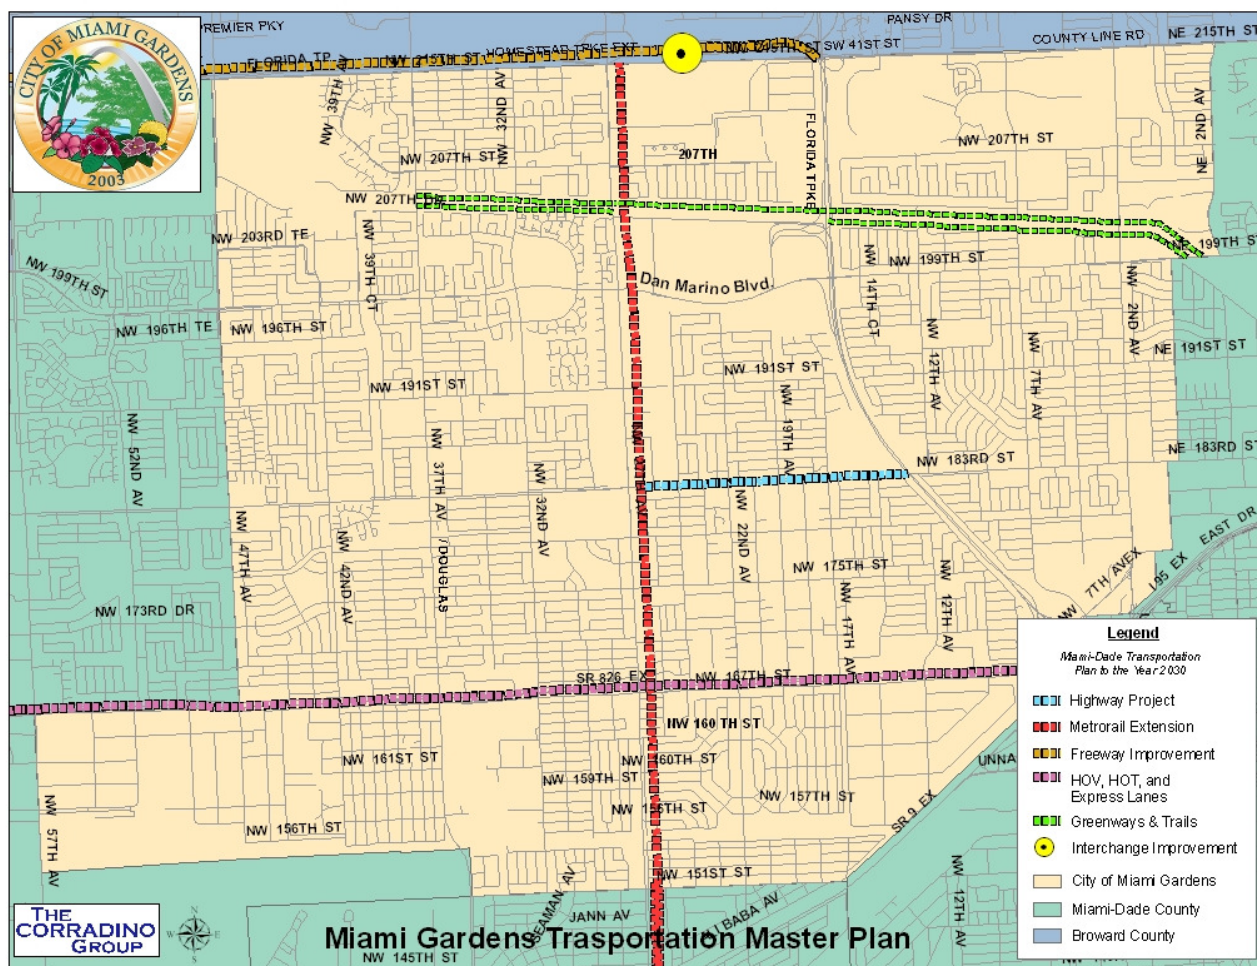 CITY OF MIAMI GARDENS
2003
PREMIER PKY
PANSY DR
FLORIDA TP
NW 215TH ST
HOMESTEAD TPKE EXT
SW 41ST ST
COUNTY LINE RD
NE 215TH ST
NW 39TH AV
NW 32ND AV
FLORIDA TPKE
NE 2ND AV
NW 207TH ST
NW 207TH ST
207TH
NW 207TH DR
NW 203RD TE
NW 199TH ST
NW 39TH CT
Dan Marino Blvd.
NW 14TH CT
NW 199TH ST
199TH ST
NW 2ND AV
NW 196TH TE
NW 196TH ST
NW 12TH AV
NW 7TH AV
NE 191ST ST
NW 191ST ST
NW 191ST ST
NW 19TH AV
NW 52ND AV
NW 37TH AV
/DOUGLAS
NW 32ND AV
NW 183RD ST
NE 183RD ST
NW 22ND AV
NW 47TH AV
NW 42ND AV
NW 175TH ST
NW 17TH AV
NW 12TH AV
NW 7TH AVEX
I-95 EX
EAST DR
NW 173RD DR
SR 826 EX
NW 167TH ST
NW 160 TH ST
NW 161ST ST
NW 160TH ST
NW 159TH ST
NW 157TH ST
NW 156TH ST
NW 156TH ST
NW 57TH AV
UNNA
SR 9 EX
NW 151ST ST
SEAMAN AV
JANN AV
ALI BABA AV
NW 12TH AV
NW 145TH ST
Legend
Miami-Dade Transportation
Plan to the Year 2030
Highway Project
Metrorail Extension
Freeway Improvement
HOV, HOT, and
Express Lanes
Greenways & Trails
Interchange Improvement
City of Miami Gardens
Miami-Dade County
Broward County
THE
CORRADINO
GROUP
N
E
S
W
Miami Gardens Trasportation Master Plan